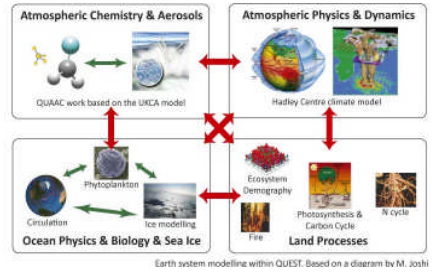 Atmospheric Chemistry & Aerosols
QUAAC work based on the UKCA model
Atmospheric Physics & Dynamics
Hadley Centre climate model
Phytoplankton
Circulation
Ice modelling
Ocean Physics & Biology & Sea Ice
Ecosystem
Demography
Fire
Photosynthesis &
Carbon Cycle
N cycle
Land Processes
Earth system modelling within QUEST. Based on a diagram by M. Joshi